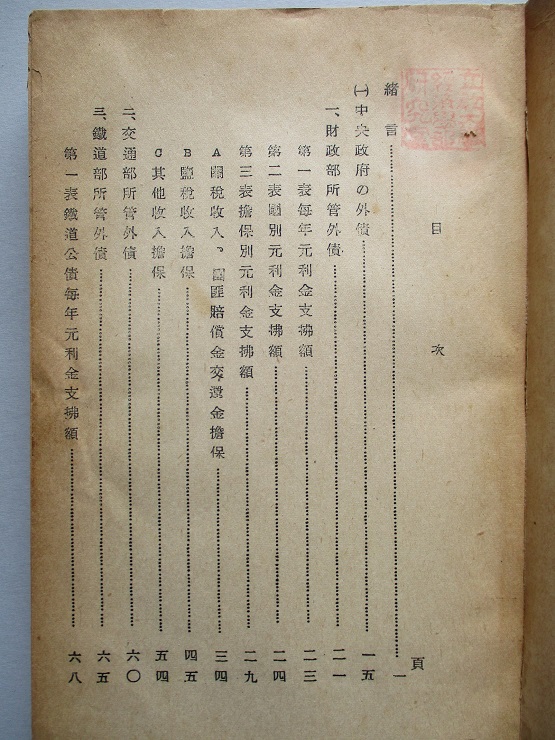 目次
頁
緒言 一
㈠中央政府の外債 一五
一、財政部所管外債 二一
第一表每年元利金支拂額 二三
第二表國別元利金支拂額 二四
第三表擔保別元利金支拂額 二九
A 關稅收入、團匪賠償金交還金擔保 三四
B 鹽稅收入擔保 四五
C 其他收入擔保 五四
二、交通部所管外債 六〇
三、鐵道部所管外債 六五
第一表鐵道公債每年元利金支拂額 六八